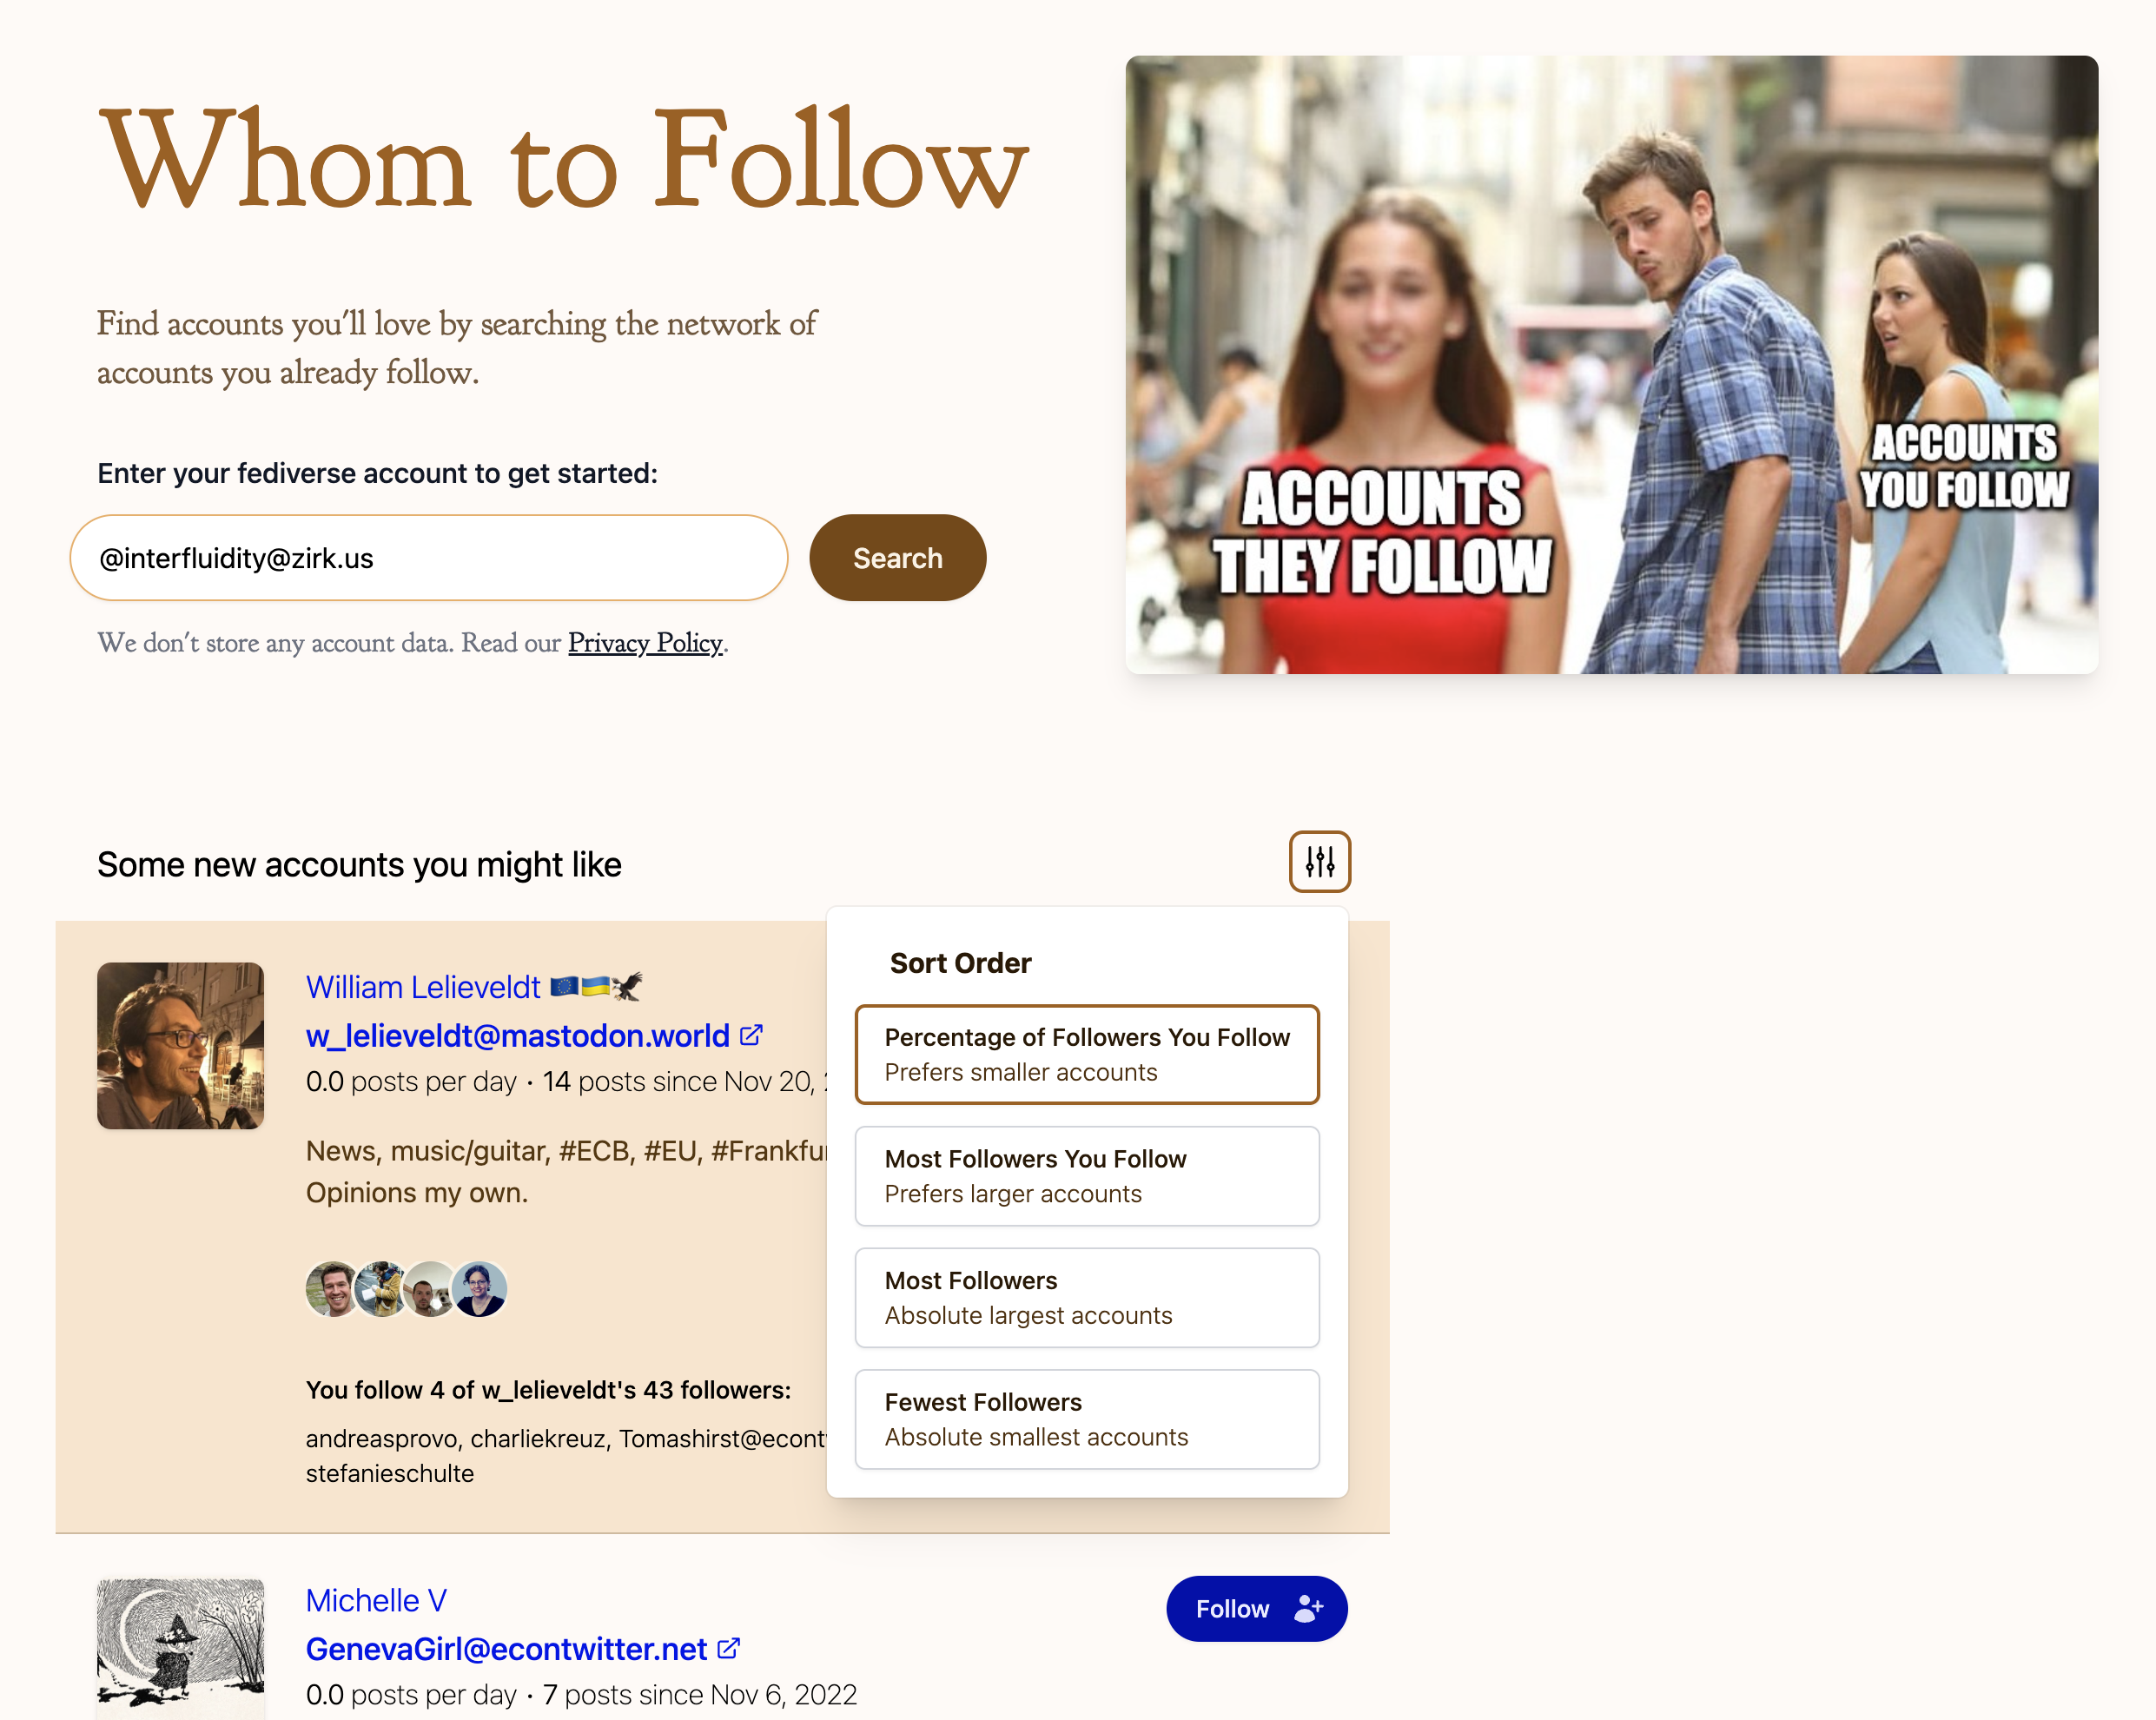 Whom to Follow
Find accounts you'll love by searching the network of
accounts you already follow.
Enter your fediverse account to get started:
@interfluidity@zirk.us
Search
We don't store any account data. Read our Privacy Policy.
ACCOUNTS
THEY FOLLOW
ACCOUNTS
YOU FOLLOW
Some new accounts you might like
William Lelieveldt
w_lelieveldt@mastodon.world
0.0 posts per day · 14 posts since Nov 20,
News, music/guitar, #ECB, #EU,
Opinions my own.
You follow 4 of w_lelieveldt's 43 followers:
andreasprovo, charliekreuz,
stefanieschulte
Sort Order
Percentage of Followers You Follow
Prefers smaller accounts
Most Followers You Follow
Prefers larger accounts
Most Followers
Absolute largest accounts
Fewest Followers
Absolute smallest accounts
Michelle V
GenevaGirl@econtwitter.net
0.0 posts per day · 7 posts since Nov 6, 2022
Follow